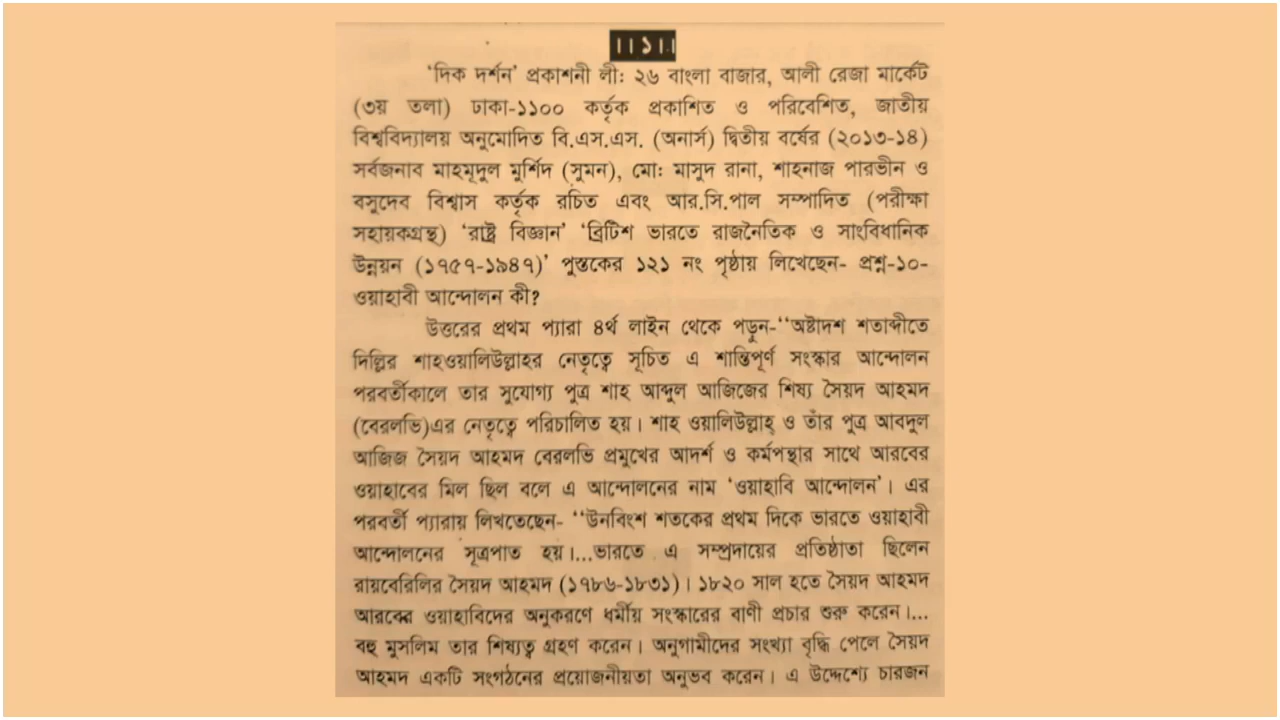 ।।১।।
‘দিক দর্শন’ প্রকাশনী লী: ২৬ বাংলা বাজার, আলী রেজা মার্কেট
(৩য় তলা) ঢাকা-১১০০ কর্তৃক প্রকাশিত ও পরিবেশিত, জাতীয়
বিশ্ববিদ্যালয় অনুমোদিত বি.এস.এস. (অনার্স) দ্বিতীয় বর্ষের (২০১৩-১৪)
সর্বজনাব মাহমূদুল মুর্শিদ (সুমন), মো: মাসুদ রানা, শাহনাজ পারভীন ও
বসুদেব বিশ্বাস কর্তৃক রচিত এবং আর.সি.পাল সম্পাদিত (পরীক্ষা
সহায়কগ্রন্থ) ‘রাষ্ট্র বিজ্ঞান’ ‘ব্রিটিশ ভারতে রাজনৈতিক ও সাংবিধানিক
উন্নয়ন (১৭৫৭-১৯৪৭)’ পুস্তকের ১২১ নং পৃষ্ঠায় লিখেছেন- প্রশ্ন-১০-
ওয়াহাবী আন্দোলন কী?
উত্তরের প্রথম প্যারা ৪র্থ লাইন থেকে পড়ুন-‘‘অষ্টাদশ শতাব্দীতে
দিল্লির শাহওয়ালিউল্লাহর নেতৃত্বে সূচিত এ শান্তিপূর্ণ সংস্কার আন্দোলন
পরবর্তীকালে তার সুযোগ্য পুত্র শাহ আব্দুল আজিজের শিষ্য সৈয়দ আহমদ
(বেরলভি)এর নেতৃত্বে পরিচালিত হয়। শাহ ওয়ালিউল্লাহ্ ও তাঁর পুত্র আবদুল
আজিজ সৈয়দ আহমদ বেরলভি প্রমুখের আদর্শ ও কর্মপন্থার সাথে আরবের
ওয়াহাবের মিল ছিল বলে এ আন্দোলনের নাম ‘ওয়াহাবি আন্দোলন’। এর
পরবর্তী প্যারায় লিখতেছেন- ‘‘উনবিংশ শতকের প্রথম দিকে ভারতে ওয়াহাবী
আন্দোলনের সূত্রপাত হয়।...ভারতে এ সম্প্রদায়ের প্রতিষ্ঠাতা ছিলেন
রায়বেরিলির সৈয়দ আহমদ (১৭৮৬-১৮৩১)। ১৮২০ সাল হতে সৈয়দ আহমদ
আরবের ওয়াহাবিদের অনুকরণে ধর্মীয় সংস্কারের বাণী প্রচার শুরু করেন।...
বহু মুসলিম তার শিষ্যত্ব গ্রহণ করেন। অনুগামীদের সংখ্যা বৃদ্ধি পেলে সৈয়দ
আহমদ একটি সংগঠনের প্রয়োজনীয়তা অনুভব করেন। এ উদ্দেশ্যে চারজন